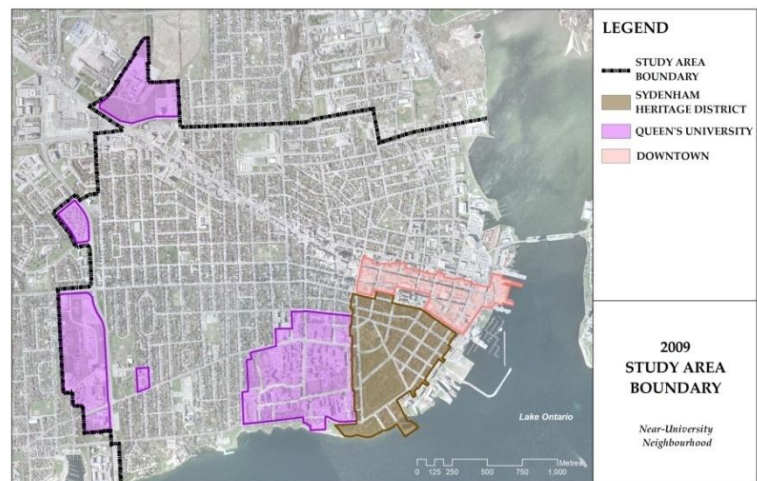 N
LEGEND
STUDY AREA
BOUNDARY
SYDENHAM
HERITAGE DISTRICT
QUEEN'S UNIVERSITY
DOWNTOWN
Lake Ontario
Metres
0 125 250 500 750 1,000
2009
STUDY AREA
BOUNDARY
Near-University
Neighbourhood